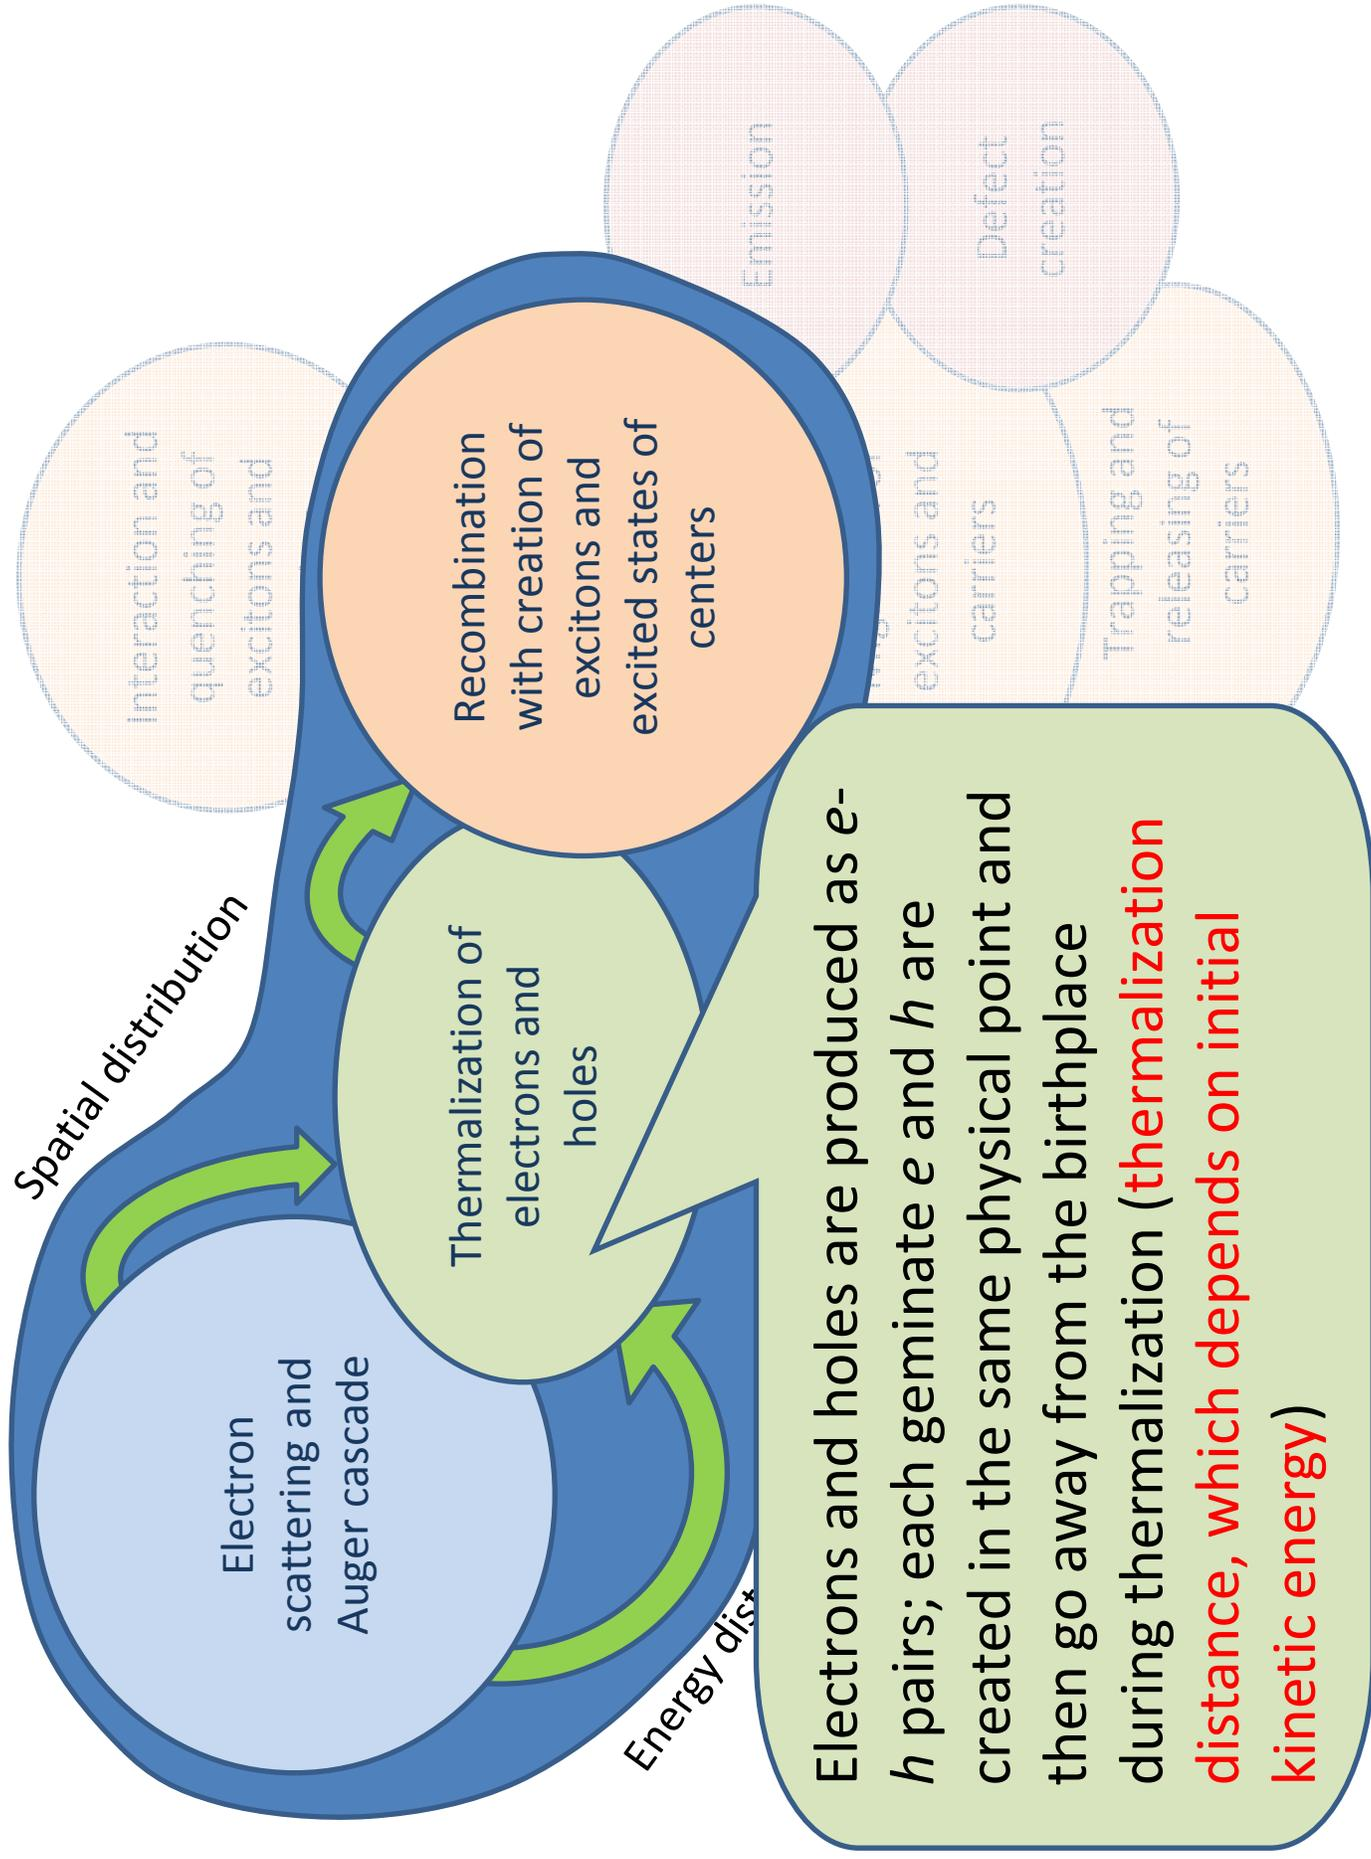 Spatial distribution
Electron
scattering and
Auger cascade
Thermalization of
electrons and
holes
Recombination
with creation of
excitons and
excited states of
centers
Interaction and
quenching of
excitons and
Emission
Defect
creation
excitons and
carriers
Trapping and
releasing of
carriers
Energy dist
Electrons and holes are produced as e-
h pairs; each geminate e and h are
created in the same physical point and
then go away from the birthplace
during thermalization (thermalization
distance, which depends on initial
kinetic energy)